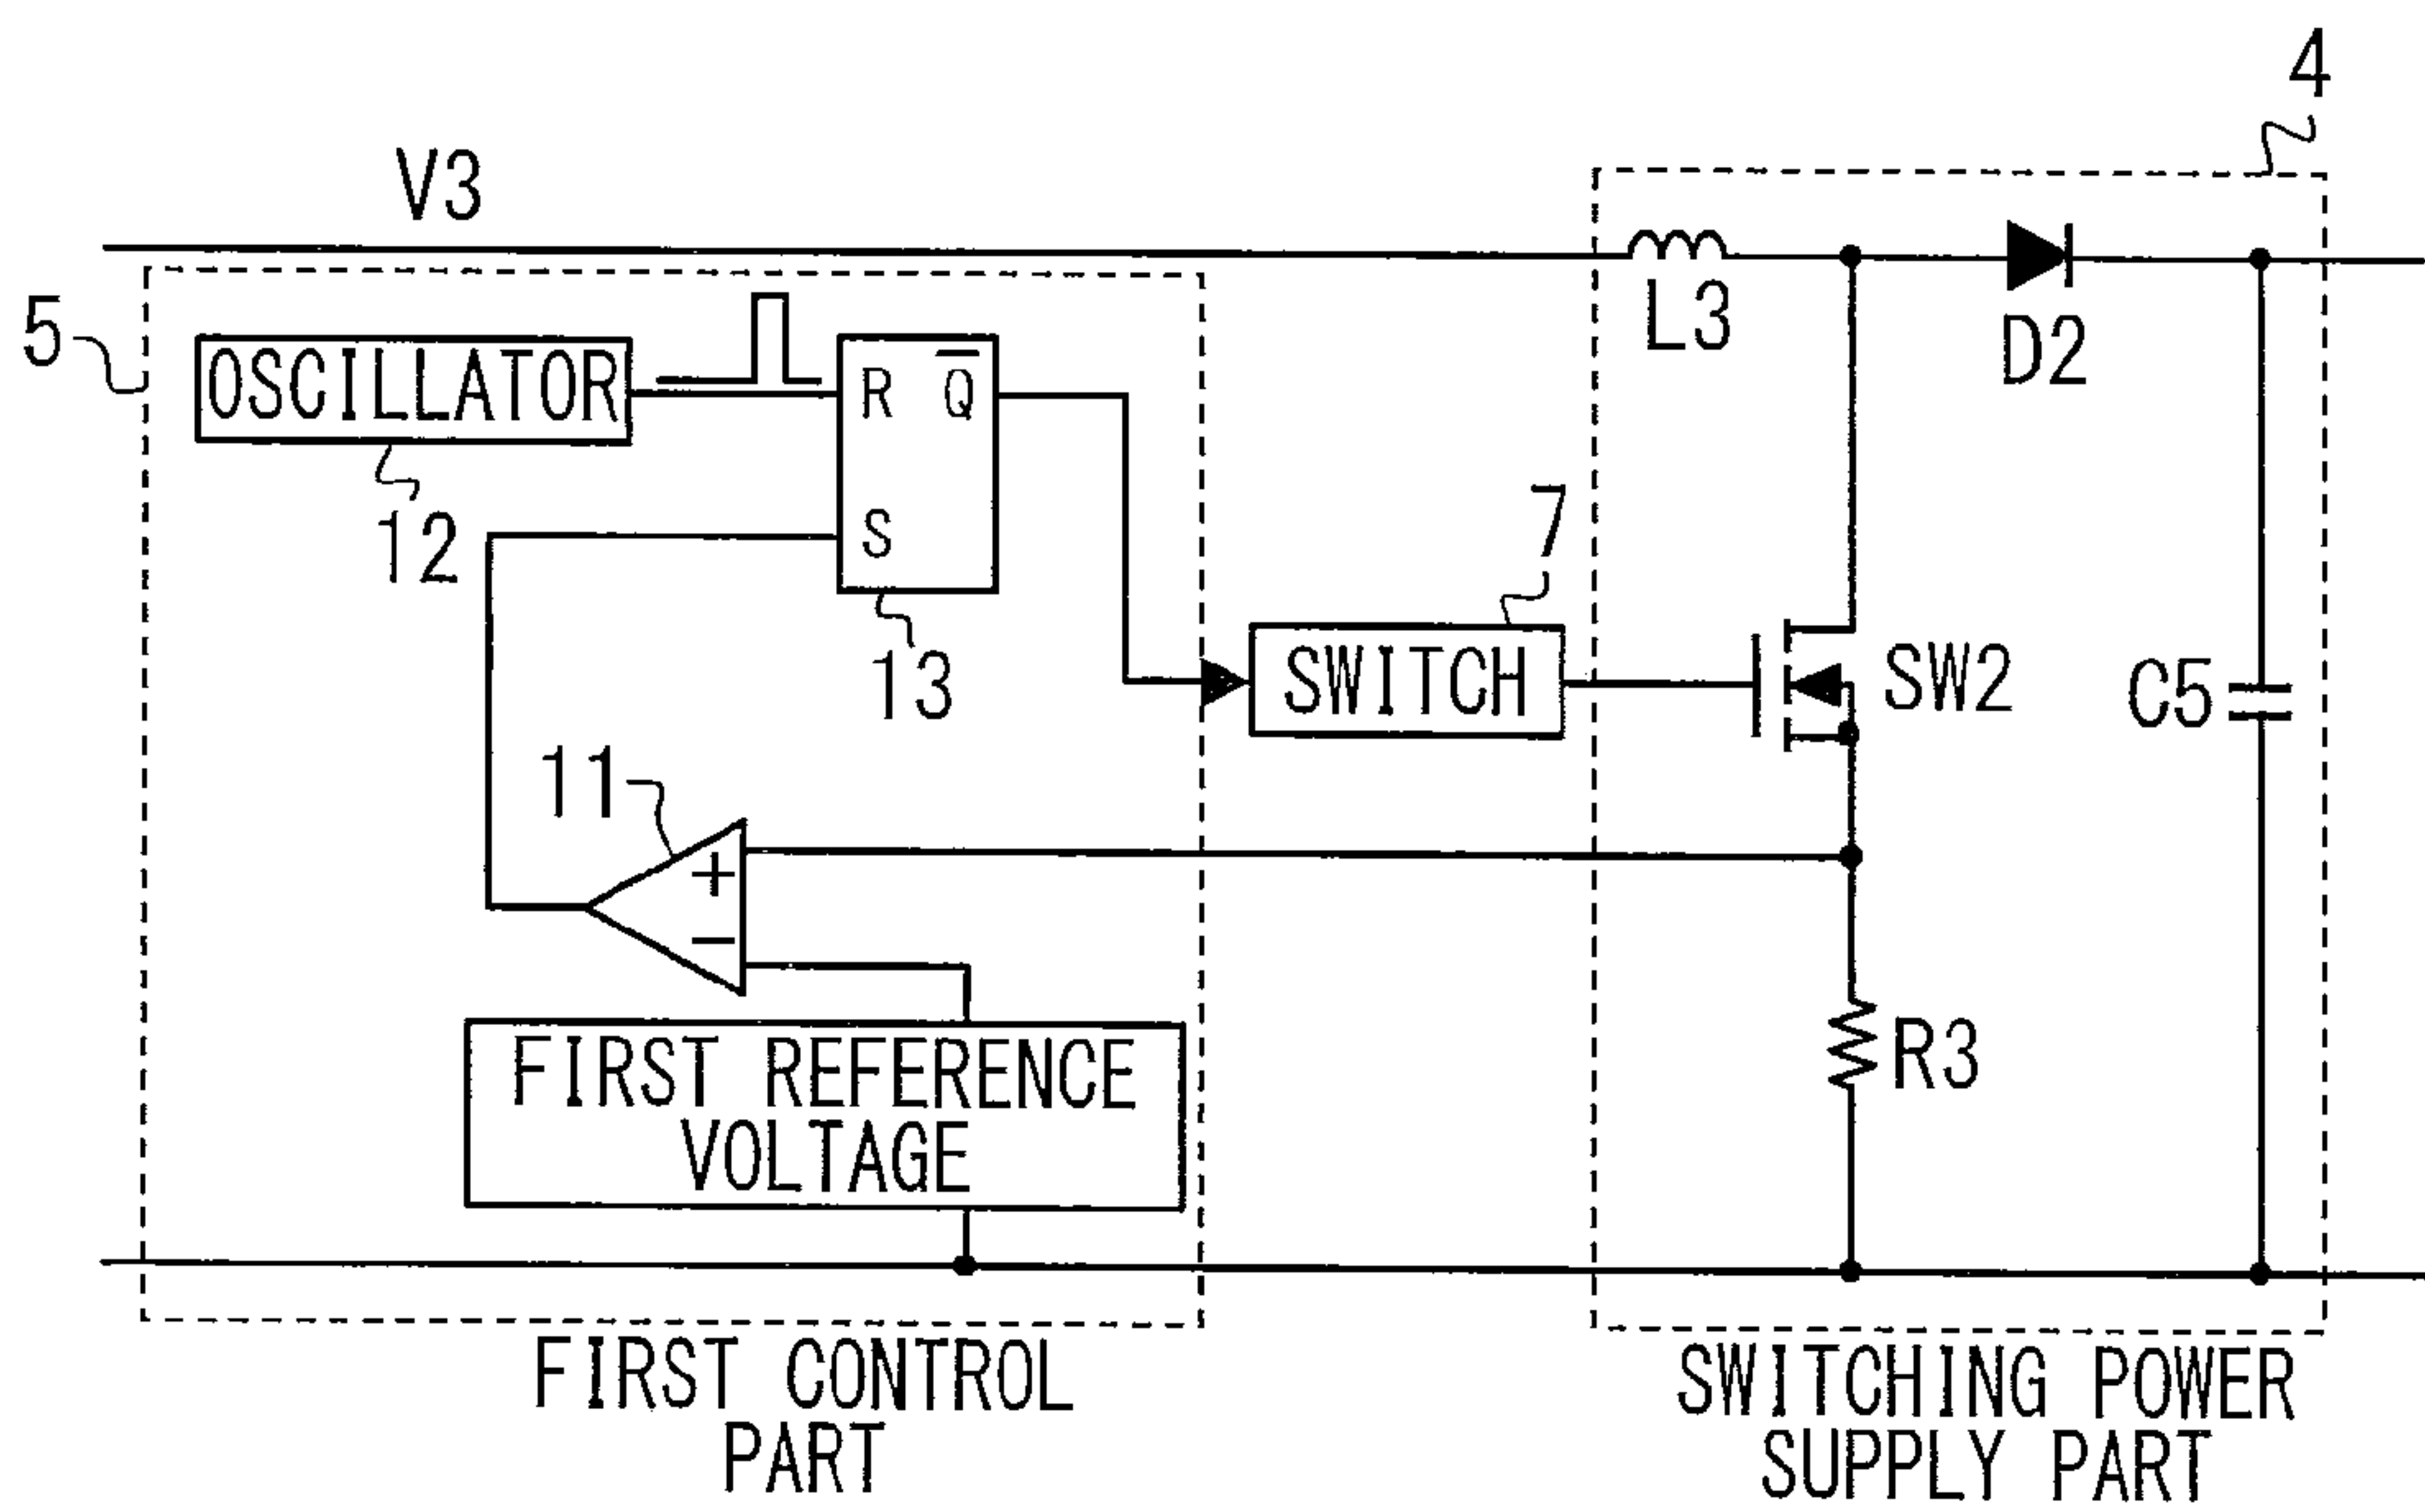 4
V3
5
OSCILLATOR
R Q̅
S
12
13
7
SWITCH
L3
D2
SW2
C5
11
+
−
FIRST REFERENCE
VOLTAGE
R3
FIRST CONTROL
PART
SWITCHING POWER
SUPPLY PART